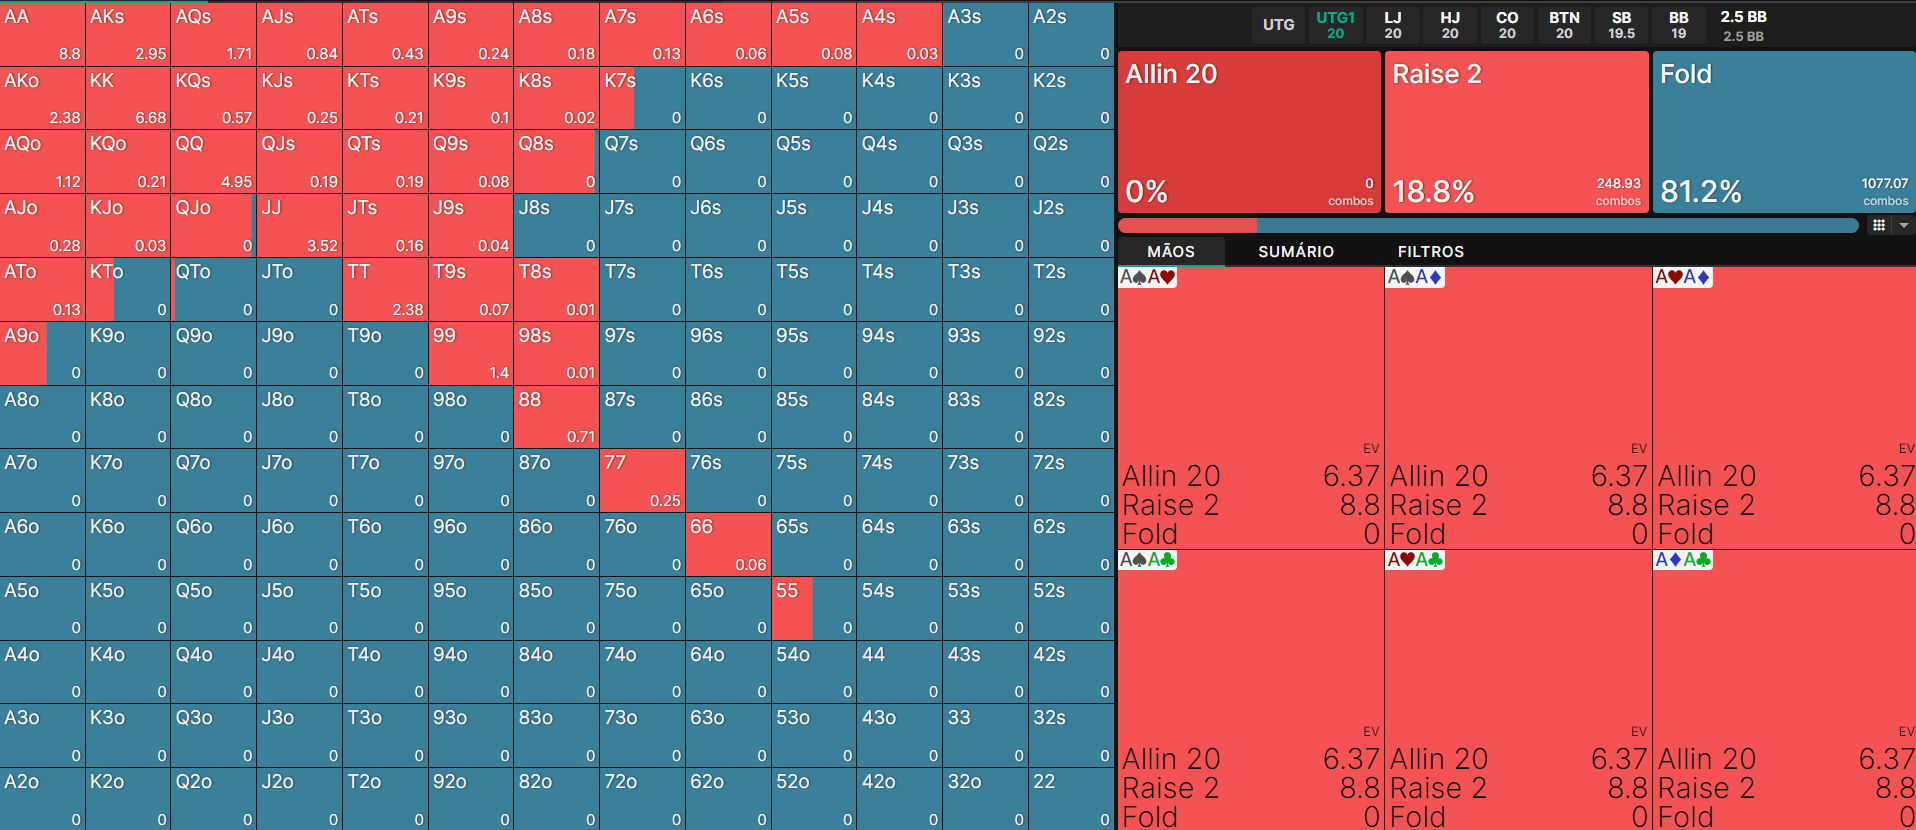 AA AKs AQs AJs ATs A9s A8s A7s A6s A5s A4s A3s A2s
8.8 2.95 1.71 0.84 0.43 0.24 0.18 0.13 0.06 0.08 0.03 0 0
AKo KK KQs KJs KTs K9s K8s K7s K6s K5s K4s K3s K2s
2.38 6.68 0.57 0.25 0.21 0.1 0.02 0 0 0 0 0 0
AQo KQo QQ QJs QTs Q9s Q8s Q7s Q6s Q5s Q4s Q3s Q2s
1.12 0.21 4.95 0.19 0.19 0.08 0 0 0 0 0 0 0
AJo KJo QJo JJ JTs J9s J8s J7s J6s J5s J4s J3s J2s
0.28 0.03 0 3.52 0.16 0.04 0 0 0 0 0 0 0
ATo KTo QTo JTo TT T9s T8s T7s T6s T5s T4s T3s T2s
0.13 0 0 0 2.38 0.07 0.01 0 0 0 0 0 0
A9o K9o Q9o J9o T9o 99 98s 97s 96s 95s 94s 93s 92s
0 0 0 0 0 1.4 0.01 0 0 0 0 0 0
A8o K8o Q8o J8o T8o 98o 88 87s 86s 85s 84s 83s 82s
0 0 0 0 0 0 0.71 0 0 0 0 0 0
A7o K7o Q7o J7o T7o 97o 87o 77 76s 75s 74s 73s 72s
0 0 0 0 0 0 0 0.25 0 0 0 0 0
A6o K6o Q6o J6o T6o 96o 86o 76o 66 65s 64s 63s 62s
0 0 0 0 0 0 0 0 0.06 0 0 0 0
A5o K5o Q5o J5o T5o 95o 85o 75o 65o 55 54s 53s 52s
0 0 0 0 0 0 0 0 0 0 0 0 0
A4o K4o Q4o J4o T4o 94o 84o 74o 64o 54o 44 43s 42s
0 0 0 0 0 0 0 0 0 0 0 0 0
A3o K3o Q3o J3o T3o 93o 83o 73o 63o 53o 43o 33 32s
0 0 0 0 0 0 0 0 0 0 0 0 0
A2o K2o Q2o J2o T2o 92o 82o 72o 62o 52o 42o 32o 22
0 0 0 0 0 0 0 0 0 0 0 0 0
UTG UTG1 LJ HJ CO BTN SB BB 2.5 BB
20 20 20 20 20 19.5 19 2.5 BB
Allin 20 Raise 2 Fold
0 248.93 1077.07
0% combos 18.8% combos 81.2% combos
MÃOS SUMÁRIO FILTROS
A♠A♥ A♠A♦ A♥A♦
EV EV EV
Allin 20 6.37 Allin 20 6.37 Allin 20 6.37
Raise 2 8.8 Raise 2 8.8 Raise 2 8.8
Fold 0 Fold 0 Fold 0
A♠A♣ A♥A♣ A♦A♣
EV EV EV
Allin 20 6.37 Allin 20 6.37 Allin 20 6.37
Raise 2 8.8 Raise 2 8.8 Raise 2 8.8
Fold 0 Fold 0 Fold 0